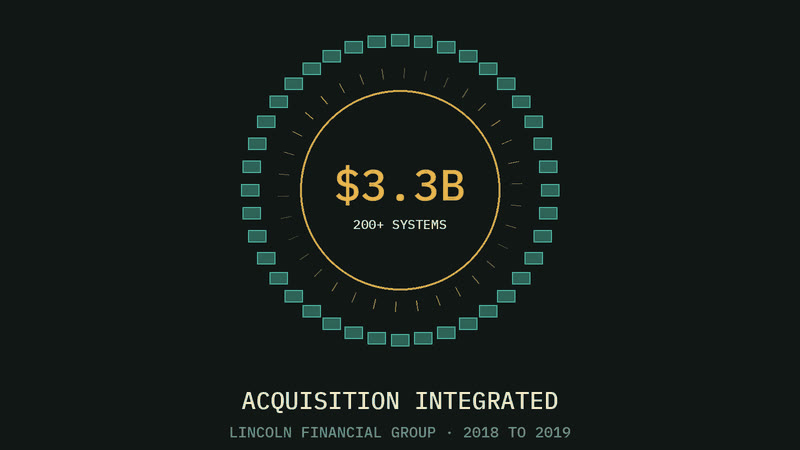 $3.3B
200+ SYSTEMS
ACQUISITION INTEGRATED
LINCOLN FINANCIAL GROUP · 2018 TO 2019